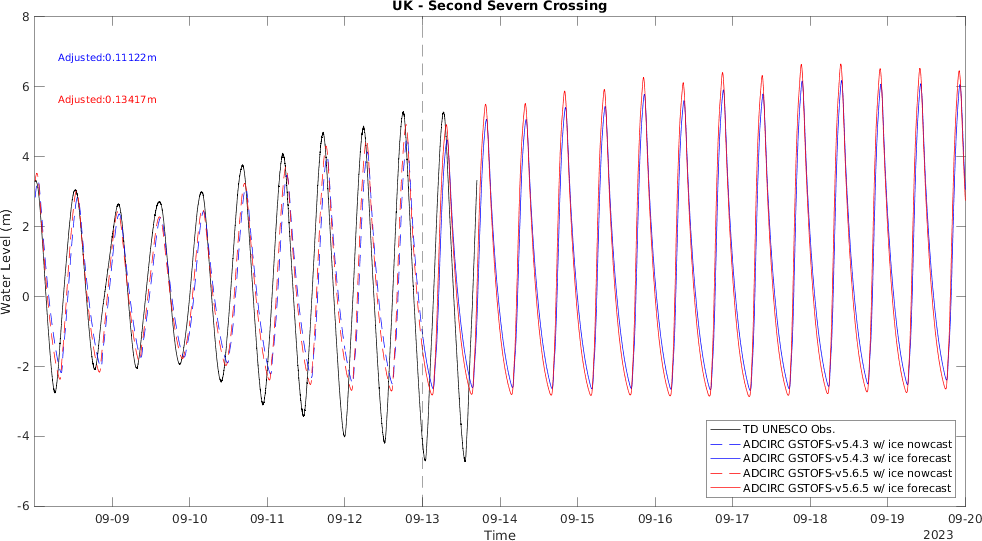 UK - Second Severn Crossing
8
6
4
2
0
-2
-4
-6
Water Level (m)
Adjusted:0.11122m
Adjusted:0.13417m
TD UNESCO Obs.
ADCIRC GSTOFS-v5.4.3 w/ ice nowcast
ADCIRC GSTOFS-v5.4.3 w/ ice forecast
ADCIRC GSTOFS-v5.6.5 w/ ice nowcast
ADCIRC GSTOFS-v5.6.5 w/ ice forecast
09-09 09-10 09-11 09-12 09-13 09-14 09-15 09-16 09-17 09-18 09-19 09-20
Time
2023